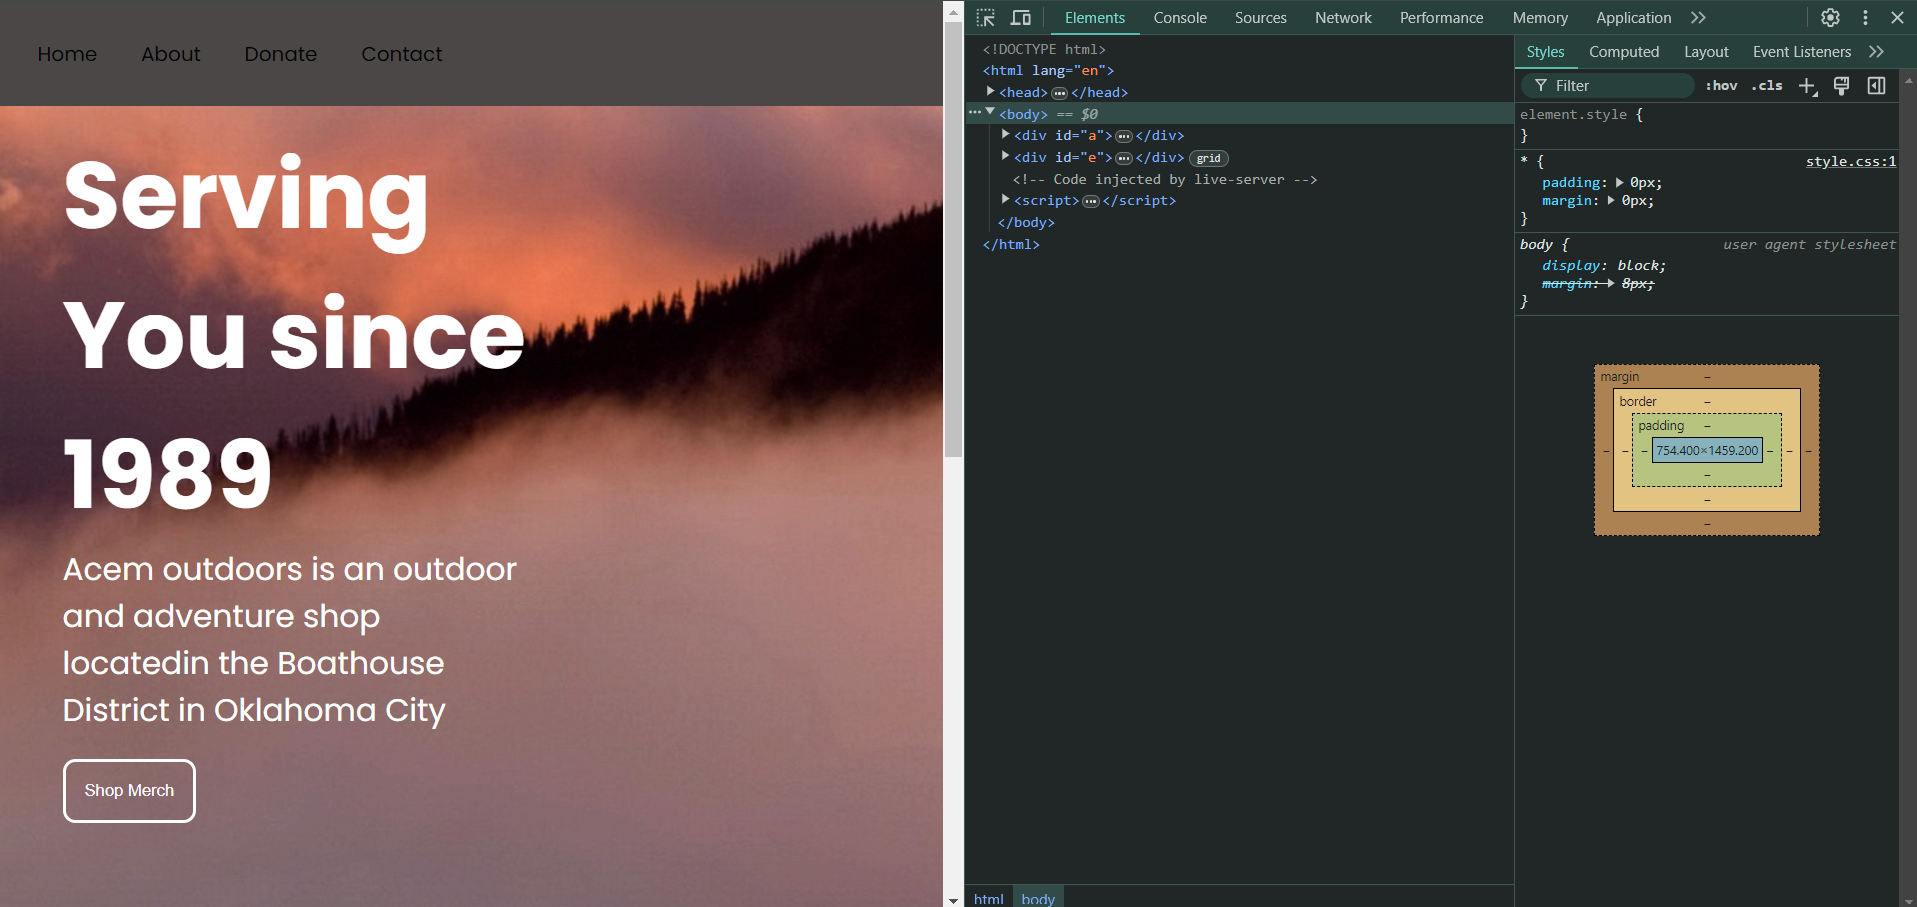 Home About Donate Contact
Serving
You since
1989
Acem outdoors is an outdoor
and adventure shop
locatedin the Boathouse
District in Oklahoma City
Shop Merch
Elements Console Sources Network Performance Memory Application
<!DOCTYPE html>
<html lang="en">
<head> ••• </head>
••• <body> == $0
<div id="a"> ••• </div>
<div id="e"> ••• </div> grid
<!-- Code injected by live-server -->
<script> ••• </script>
</body>
</html>
html body
Styles Computed Layout Event Listeners
Filter :hov .cls
element.style {
}
* { style.css:1
padding: 0px;
margin: 0px;
}
body { user agent stylesheet
display: block;
margin: 8px;
}
margin –
border –
padding –
– – – 754.400×1459.200 – – –
–
–
–